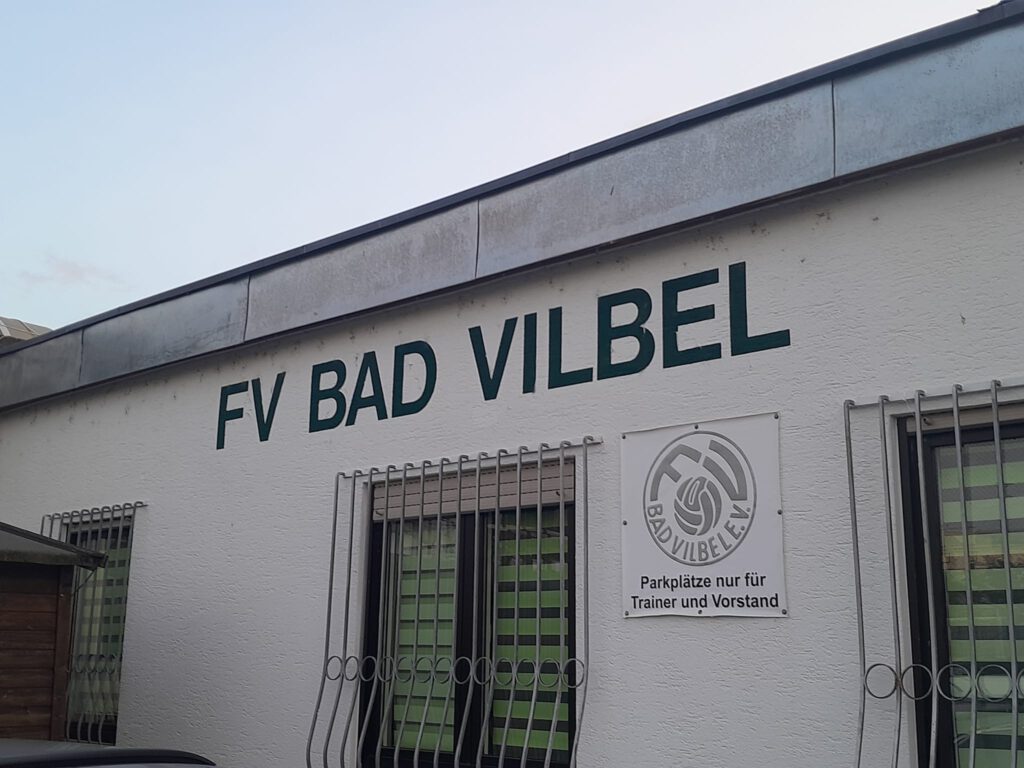 FV BAD VILBEL
FV
BAD VILBEL E.V.
Parkplätze nur für
Trainer und Vorstand